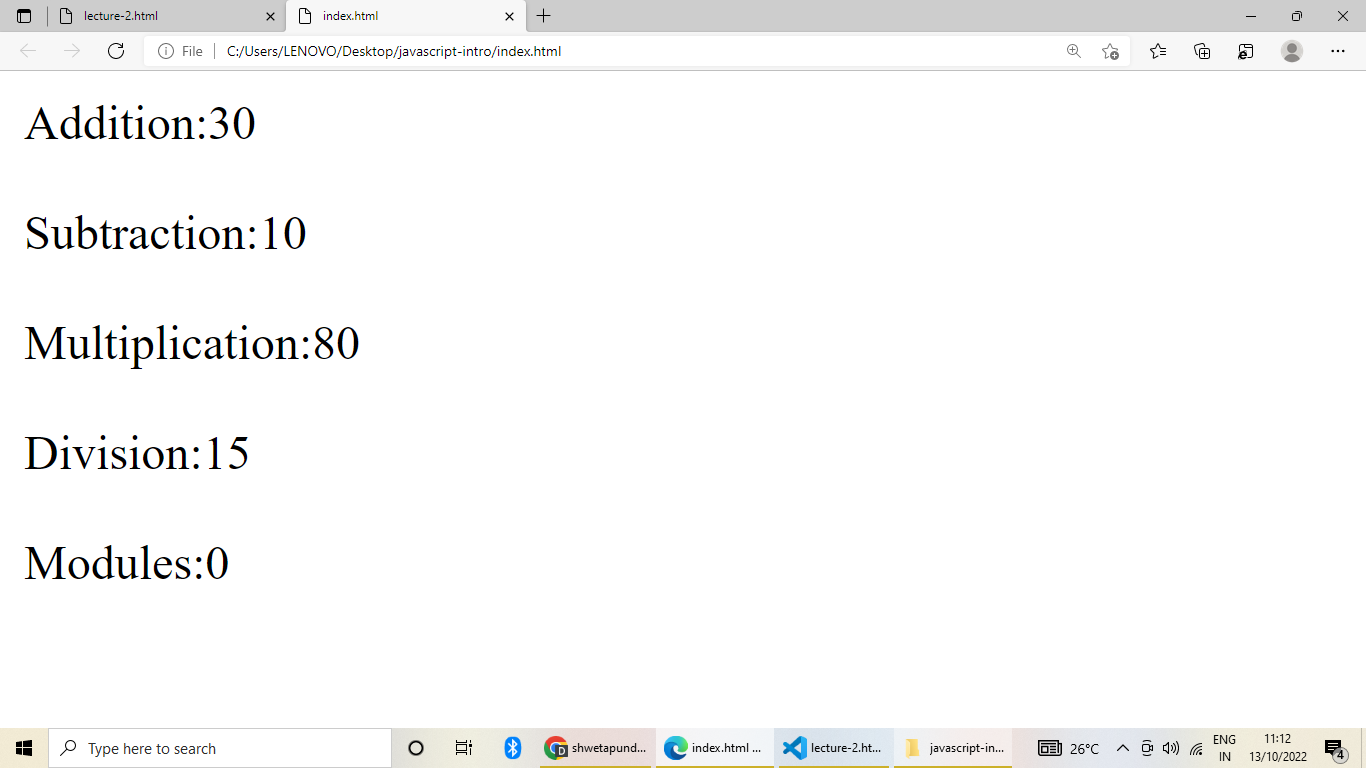 lecture-2.html
index.html
File
C:/Users/LENOVO/Desktop/javascript-intro/index.html
Addition:30
Subtraction:10
Multiplication:80
Division:15
Modules:0
Type here to search
D
shwetapund...
index.html ...
lecture-2.ht...
javascript-in...
26°C
ENG
IN
11:12
13/10/2022
4